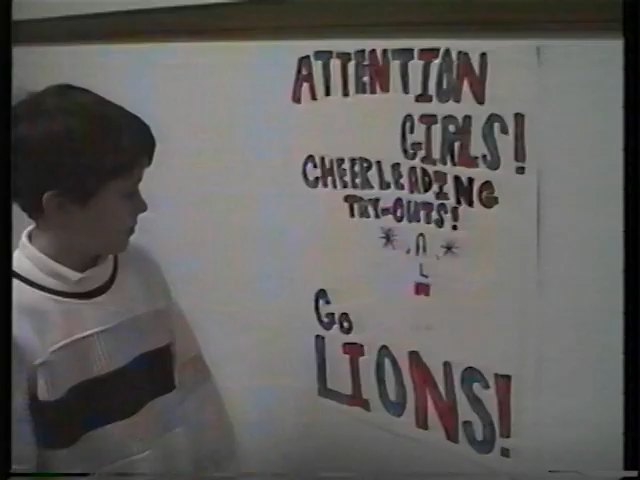 ATTENTION
GIRLS!
CHEERLEADING
TRY-OUTS!
GO
LIONS!